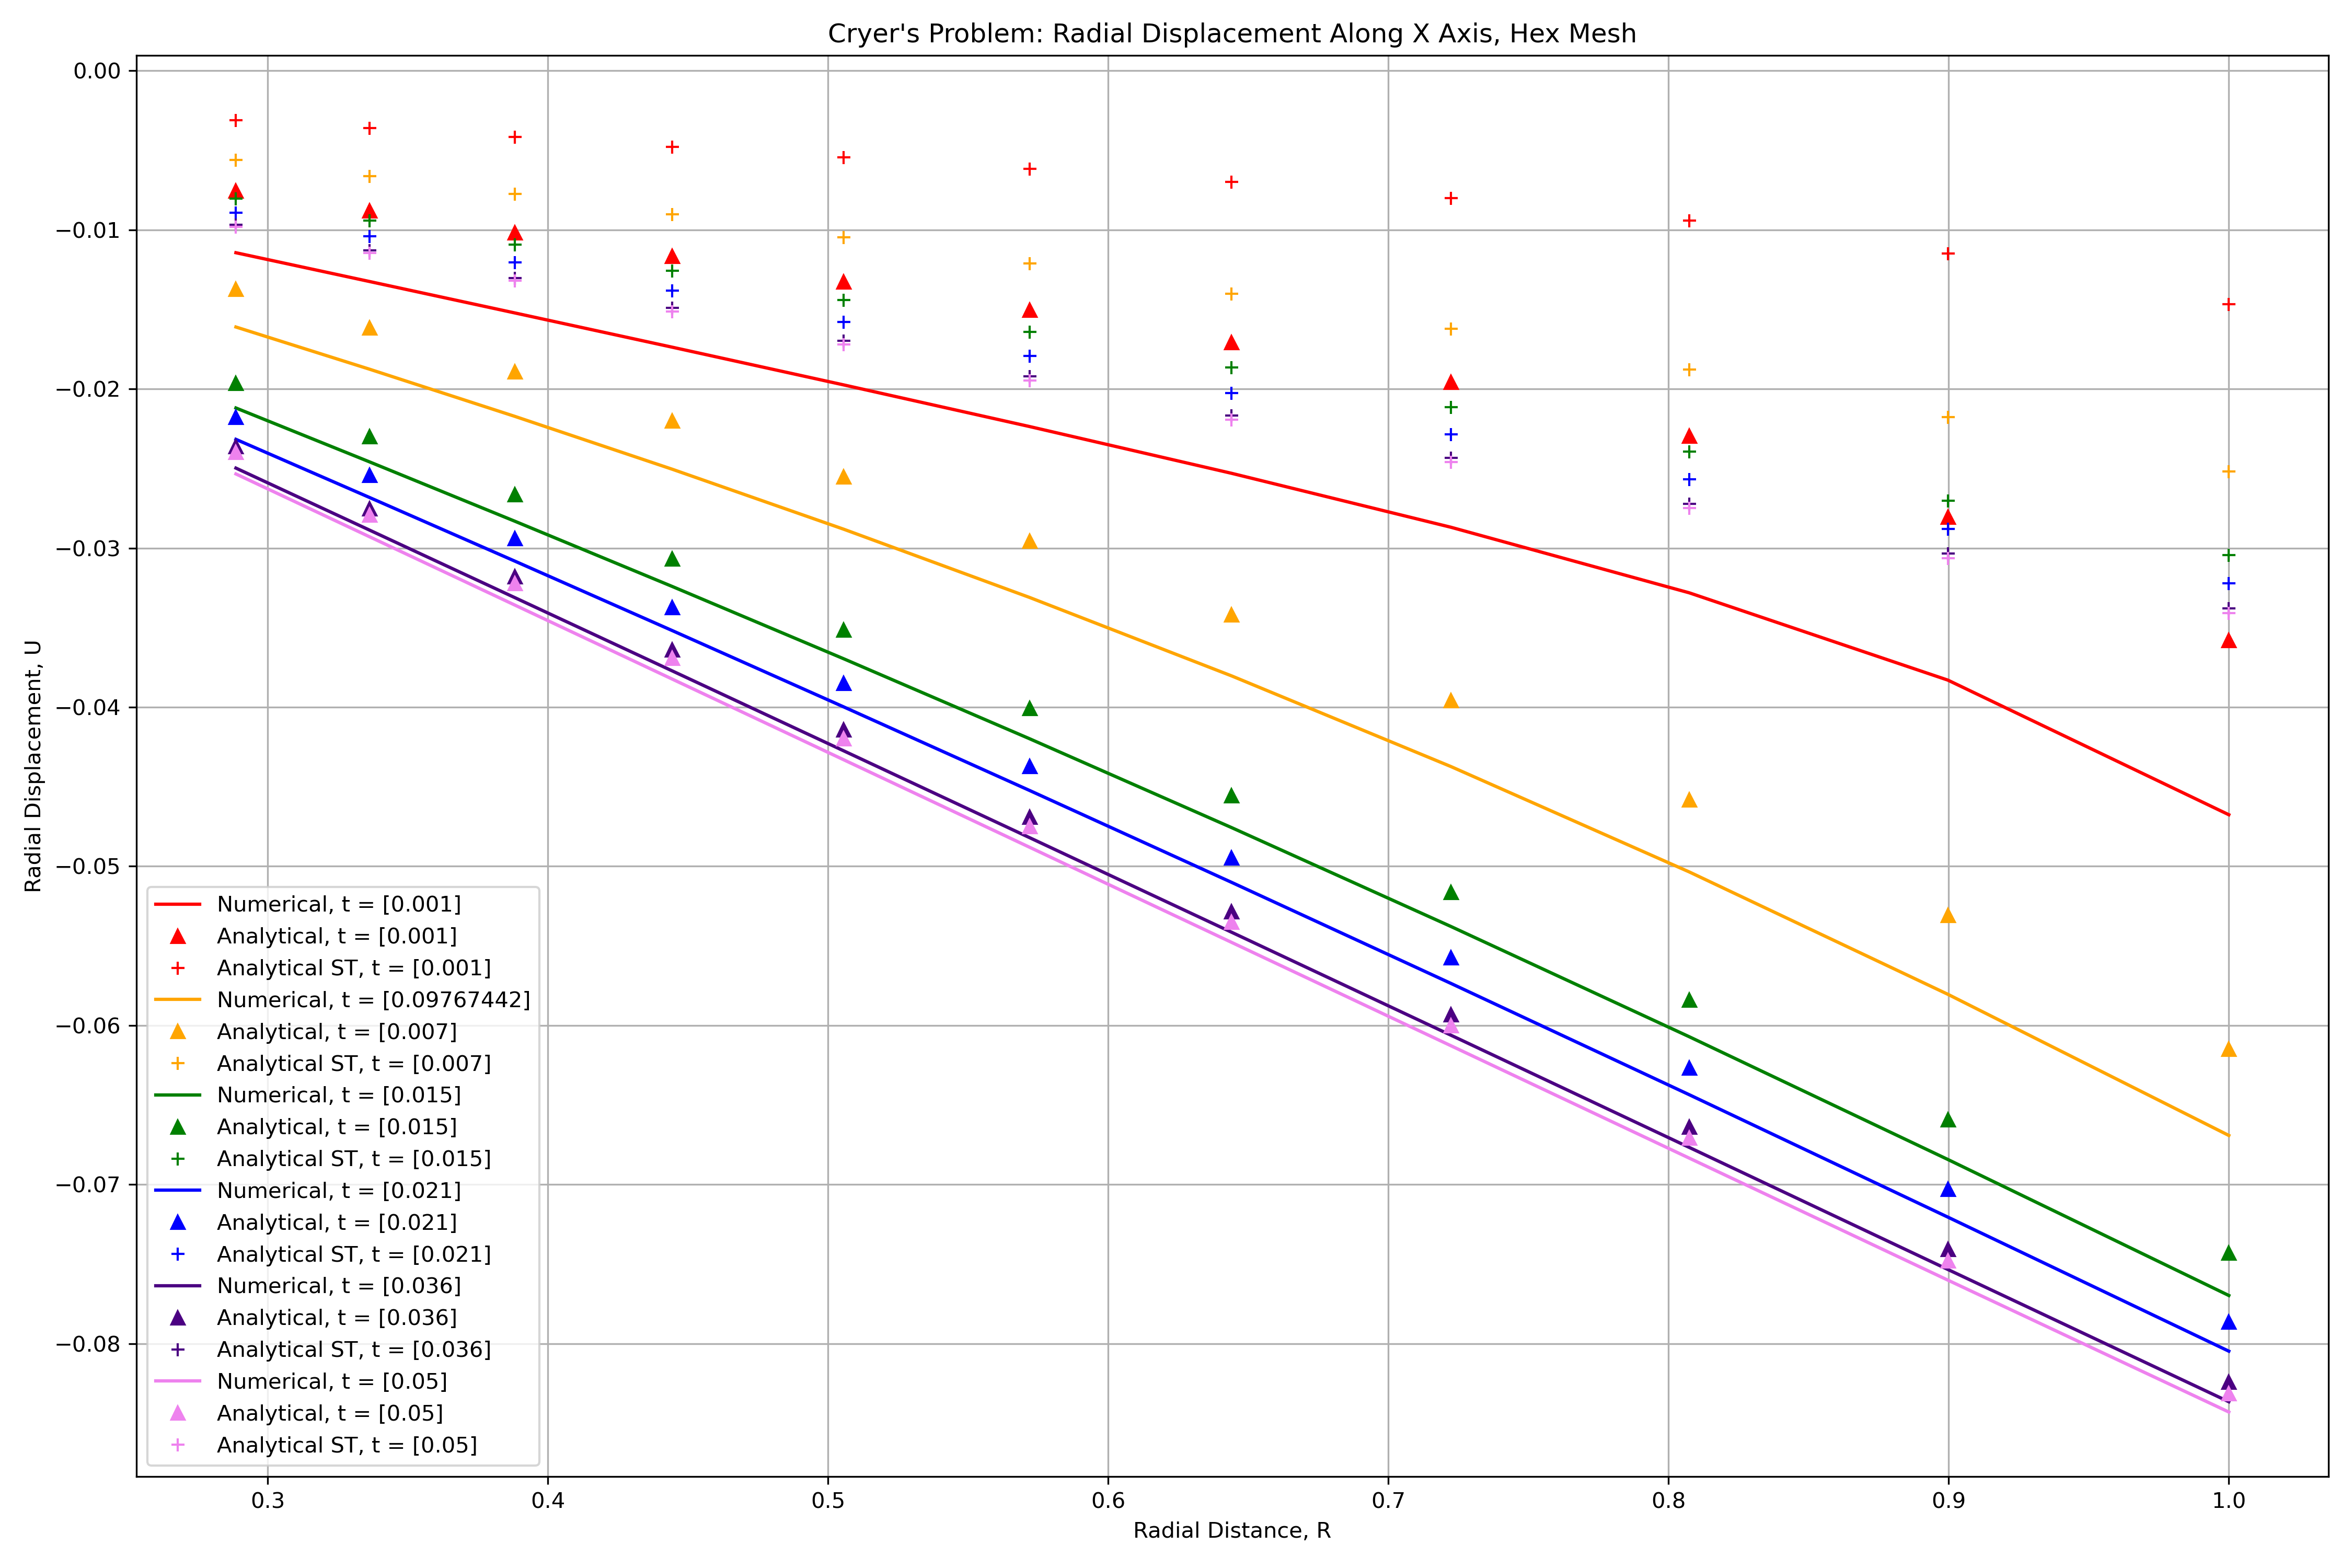 Cryer's Problem: Radial Displacement Along X Axis, Hex Mesh
Radial Displacement, U
0.00
−0.01
−0.02
−0.03
−0.04
−0.05
−0.06
−0.07
−0.08
Numerical, t = [0.001]
Analytical, t = [0.001]
Analytical ST, t = [0.001]
Numerical, t = [0.09767442]
Analytical, t = [0.007]
Analytical ST, t = [0.007]
Numerical, t = [0.015]
Analytical, t = [0.015]
Analytical ST, t = [0.015]
Numerical, t = [0.021]
Analytical, t = [0.021]
Analytical ST, t = [0.021]
Numerical, t = [0.036]
Analytical, t = [0.036]
Analytical ST, t = [0.036]
Numerical, t = [0.05]
Analytical, t = [0.05]
Analytical ST, t = [0.05]
0.3 0.4 0.5 0.6 0.7 0.8 0.9 1.0
Radial Distance, R